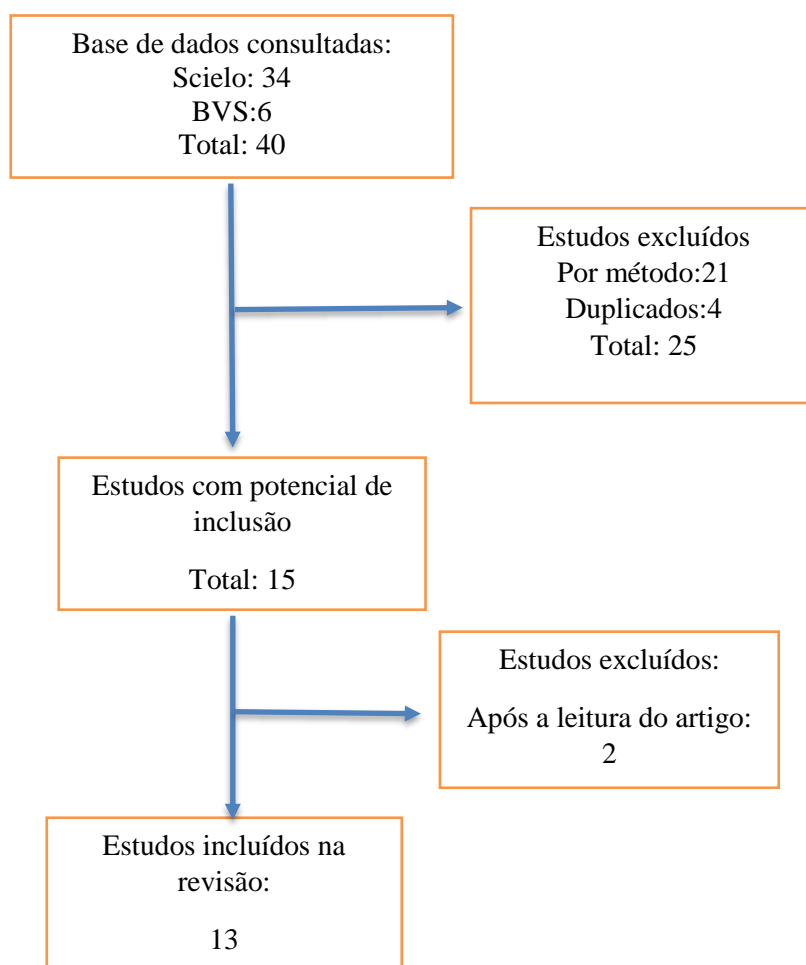 Base de dados consultadas:
Scielo: 34
BVS:6
Total: 40
Estudos excluídos
Por método:21
Duplicados:4
Total: 25
Estudos com potencial de
inclusão
Total: 15
Estudos excluídos:
Após a leitura do artigo:
2
Estudos incluídos na
revisão:
13